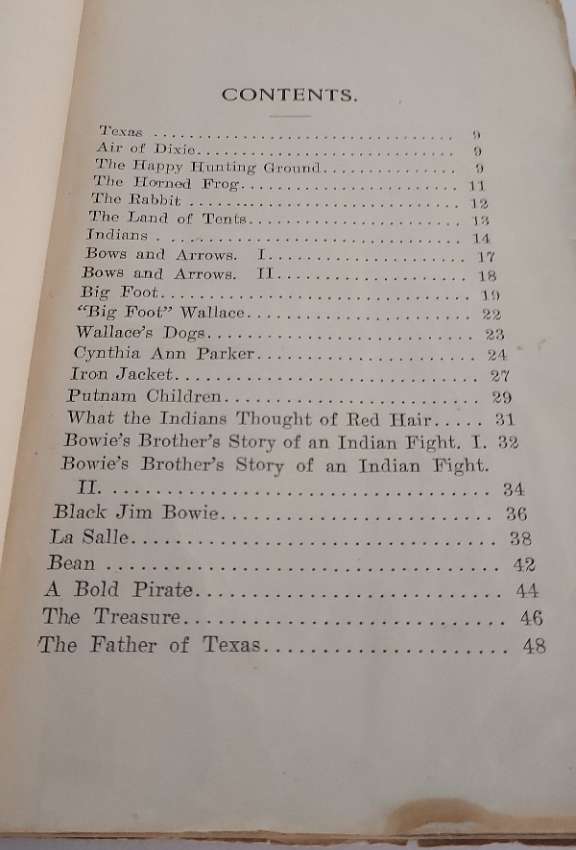 CONTENTS.
Texas ................................ 9
Air of Dixie............................ 9
The Happy Hunting Ground................ 9
The Horned Frog....................... 11
The Rabbit ............................ 12
The Land of Tents....................... 13
Indians .............................. 14
Bows and Arrows. I..................... 17
Bows and Arrows. II.................... 18
Big Foot.............................. 19
"Big Foot" Wallace...................... 22
Wallace's Dogs.......................... 23
Cynthia Ann Parker...................... 24
Iron Jacket............................. 27
Putnam Children......................... 29
What the Indians Thought of Red Hair..... 31
Bowie's Brother's Story of an Indian Fight. I. 32
Bowie's Brother's Story of an Indian Fight.
II. ................................... 34
Black Jim Bowie......................... 36
La Salle................................ 38
Bean ................................... 42
A Bold Pirate........................... 44
The Treasure............................ 46
The Father of Texas..................... 48